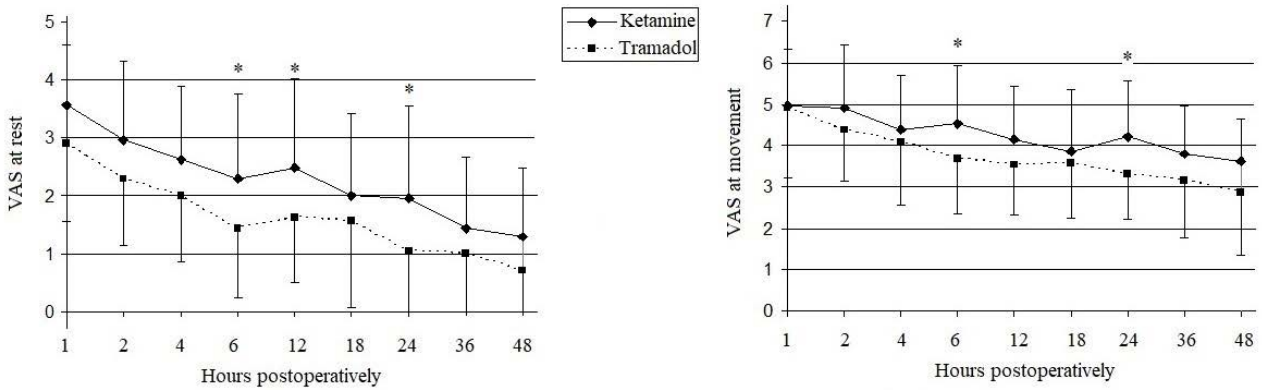 5
4
3
2
1
0
VAS at rest
* * *
1 2 4 6 12 18 24 36 48
Hours postoperatively
Ketamine
Tramadol
7
6
5
4
3
2
1
0
VAS at movement
* *
1 2 4 6 12 18 24 36 48
Hours postoperatively